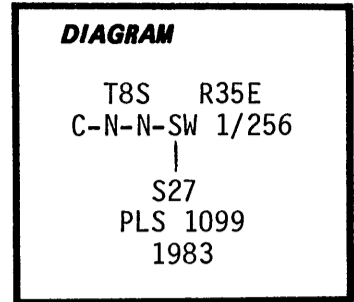 DIAGRAM
T8S R35E
C-N-N-SW 1/256
S27
PLS 1099
1983